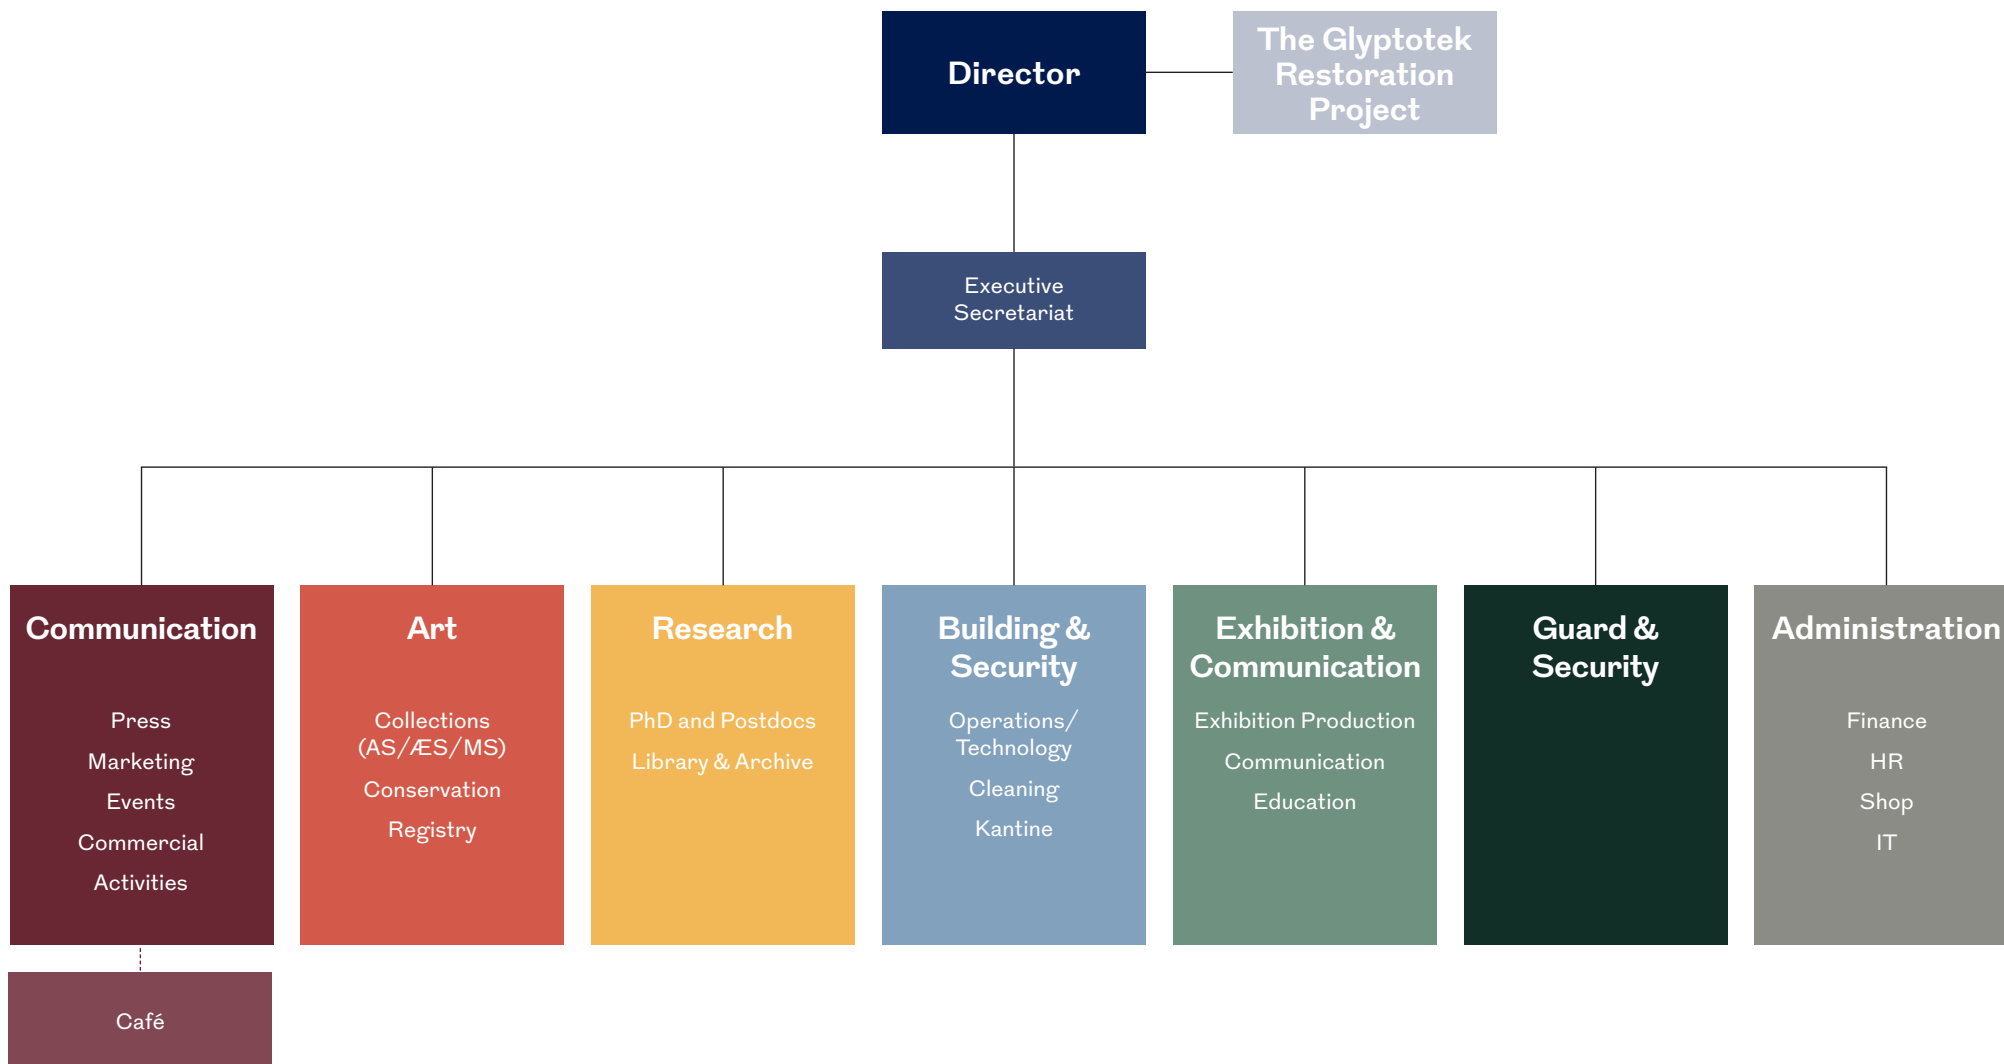 Director
The Glyptotek
Restoration
Project
Executive
Secretariat
Communication
Press
Marketing
Events
Commercial
Activities
Café
Art
Collections
(AS/ÆS/MS)
Conservation
Registry
Research
PhD and Postdocs
Library & Archive
Building &
Security
Operations/
Technology
Cleaning
Kantine
Exhibition &
Communication
Exhibition Production
Communication
Education
Guard &
Security
Administration
Finance
HR
Shop
IT